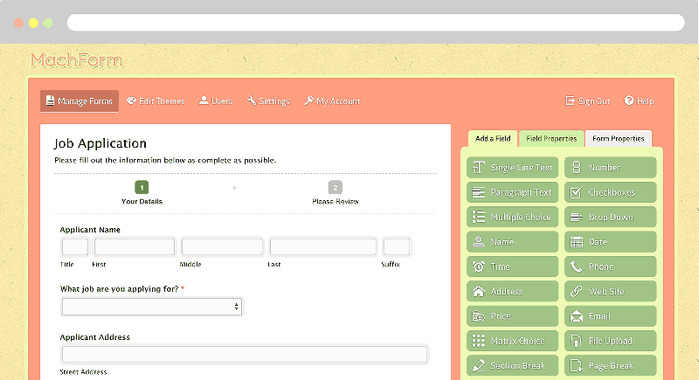 MachForm
Manage Forms Edit Themes Users Settings My Account Sign Out Help
Job Application
Please fill out the information below as complete as possible.
1 > 2
Your Details Please Review
Applicant Name
Title First Middle Last Suffix
What job are you applying for? *
Applicant Address
Street Address
Add a Field Field Properties Form Properties
Single Line Text Number
Paragraph Text Checkboxes
Multiple Choice Drop Down
Name Date
Time Phone
Address Web Site
Price Email
Matrix Choice File Upload
Section Break Page Break